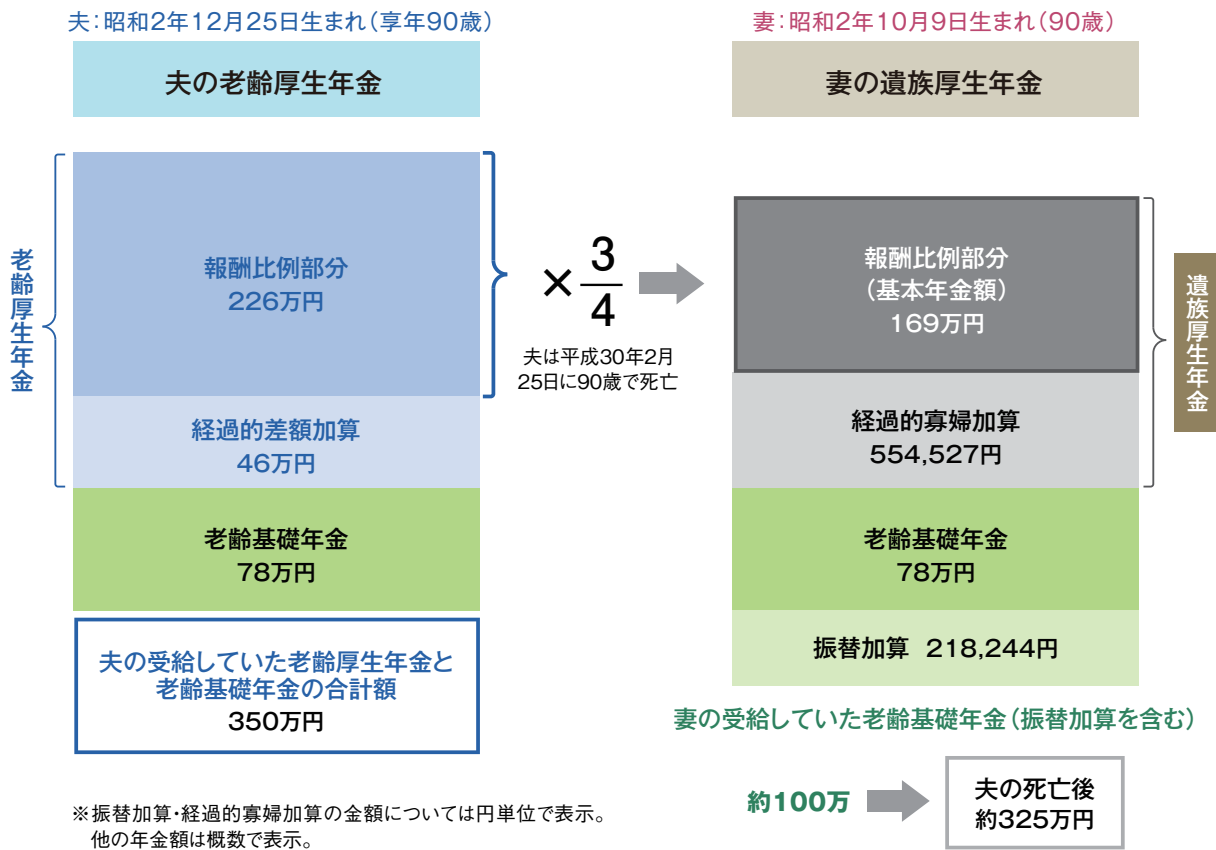 夫：昭和2年12月25日生まれ（享年90歳）
夫の老齢厚生年金
老齢厚生年金
報酬比例部分
226万円
経過的差額加算
46万円
老齢基礎年金
78万円
夫の受給していた老齢厚生年金と
老齢基礎年金の合計額
350万円
× 3/4
夫は平成30年2月
25日に90歳で死亡
妻：昭和2年10月9日生まれ（90歳）
妻の遺族厚生年金
報酬比例部分
（基本年金額）
169万円
経過的寡婦加算
554,527円
遺族厚生年金
老齢基礎年金
78万円
振替加算 218,244円
妻の受給していた老齢基礎年金（振替加算を含む）
約100万
夫の死亡後
約325万円
※振替加算・経過的寡婦加算の金額については円単位で表示。
他の年金額は概数で表示。